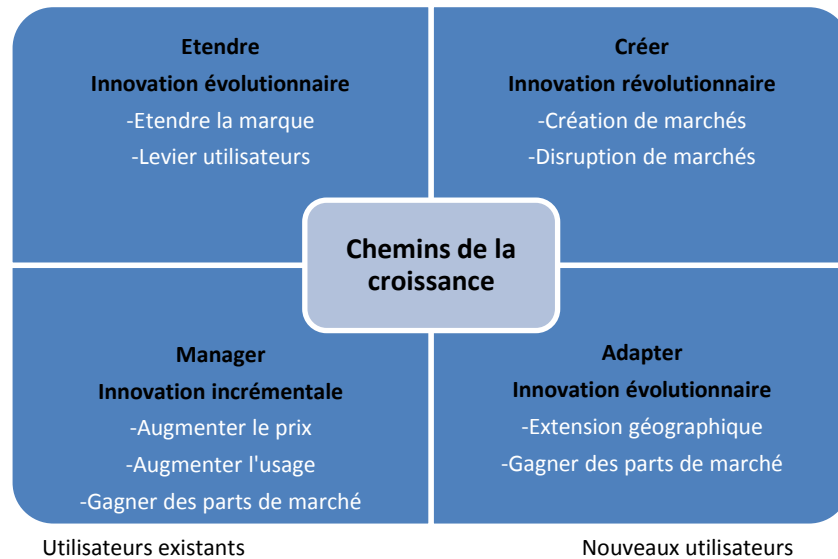 Etendre
Innovation évolutionnaire
-Etendre la marque
-Levier utilisateurs
Créer
Innovation révolutionnaire
-Création de marchés
-Disruption de marchés
Chemins de la
croissance
Manager
Innovation incrémentale
-Augmenter le prix
-Augmenter l'usage
-Gagner des parts de marché
Adapter
Innovation évolutionnaire
-Extension géographique
-Gagner des parts de marché
Utilisateurs existants
Nouveaux utilisateurs